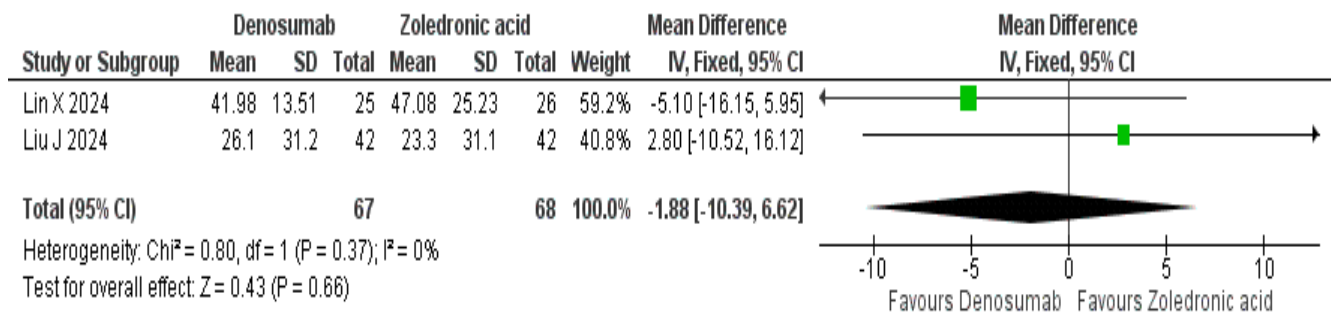 Denosumab Zoledronic acid Mean Difference Mean Difference
Study or Subgroup Mean SD Total Mean SD Total Weight IV, Fixed, 95% CI IV, Fixed, 95% CI
Lin X 2024 41.98 13.51 25 47.08 25.23 26 59.2% -5.10 [-16.15, 5.95]
Liu J 2024 26.1 31.2 42 23.3 31.1 42 40.8% 2.80 [-10.52, 16.12]
Total (95% CI) 67 68 100.0% -1.88 [-10.39, 6.62]
Heterogeneity: Chi² = 0.80, df = 1 (P = 0.37); I² = 0%
Test for overall effect: Z = 0.43 (P = 0.66)
-10 -5 0 5 10
Favours Denosumab Favours Zoledronic acid